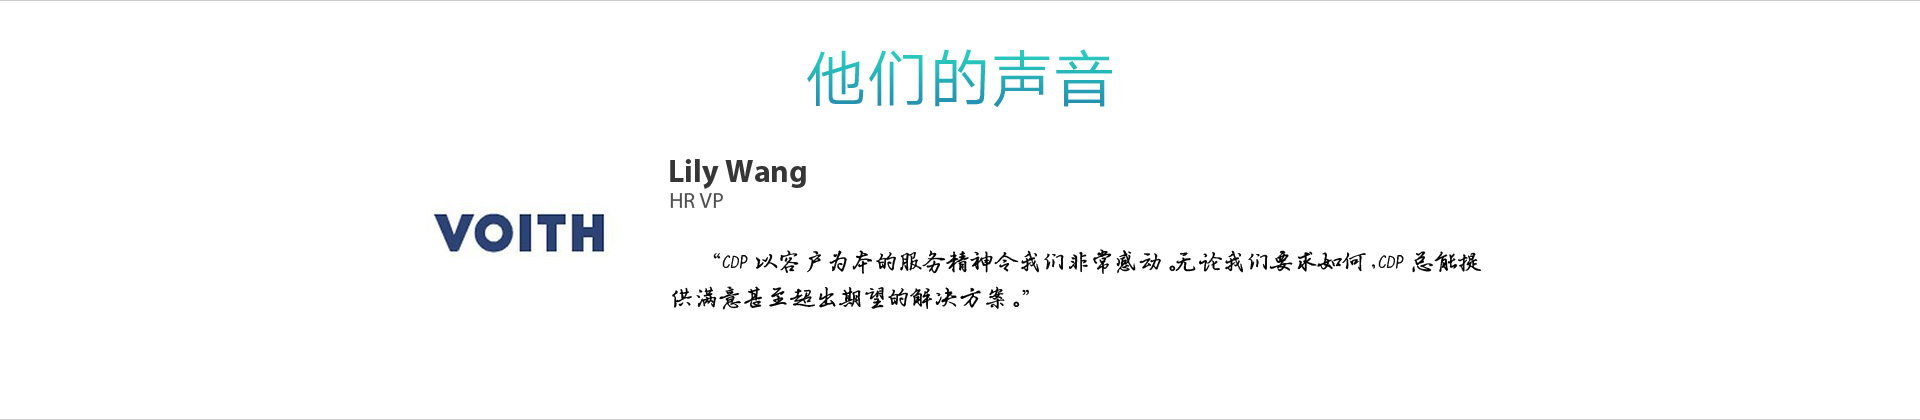 他们的声音
Lily Wang
HR VP
VOITH
“CDP 以客户为本的服务精神令我们非常感动。无论我们要求如何，CDP 总能提
供满意甚至超出期望的解决方案。”